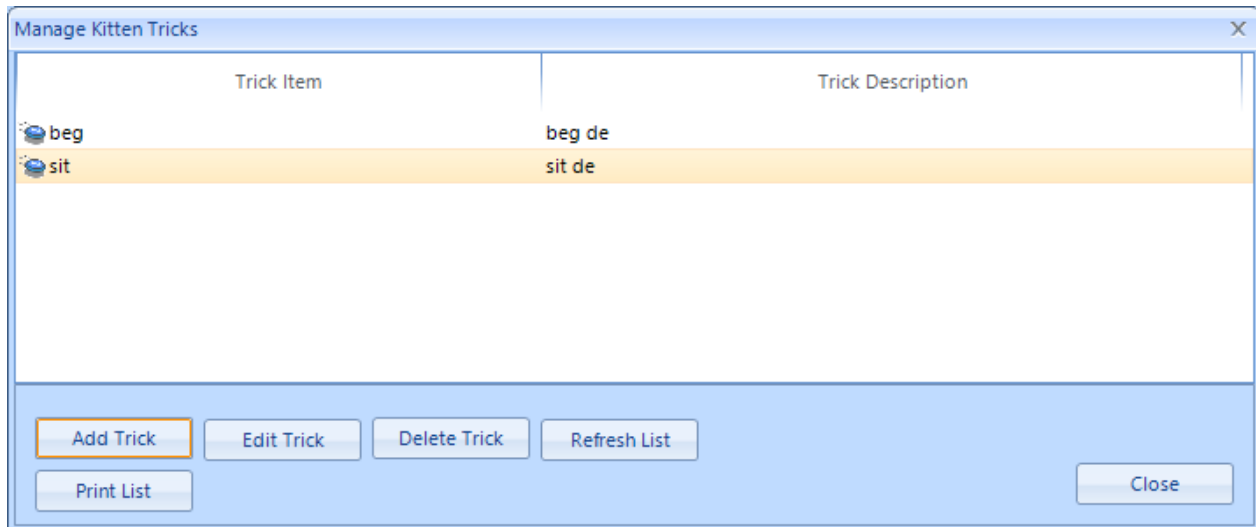 Manage Kitten Tricks
Trick Item Trick Description
beg beg de
sit sit de
Add Trick Edit Trick Delete Trick Refresh List
Print List Close